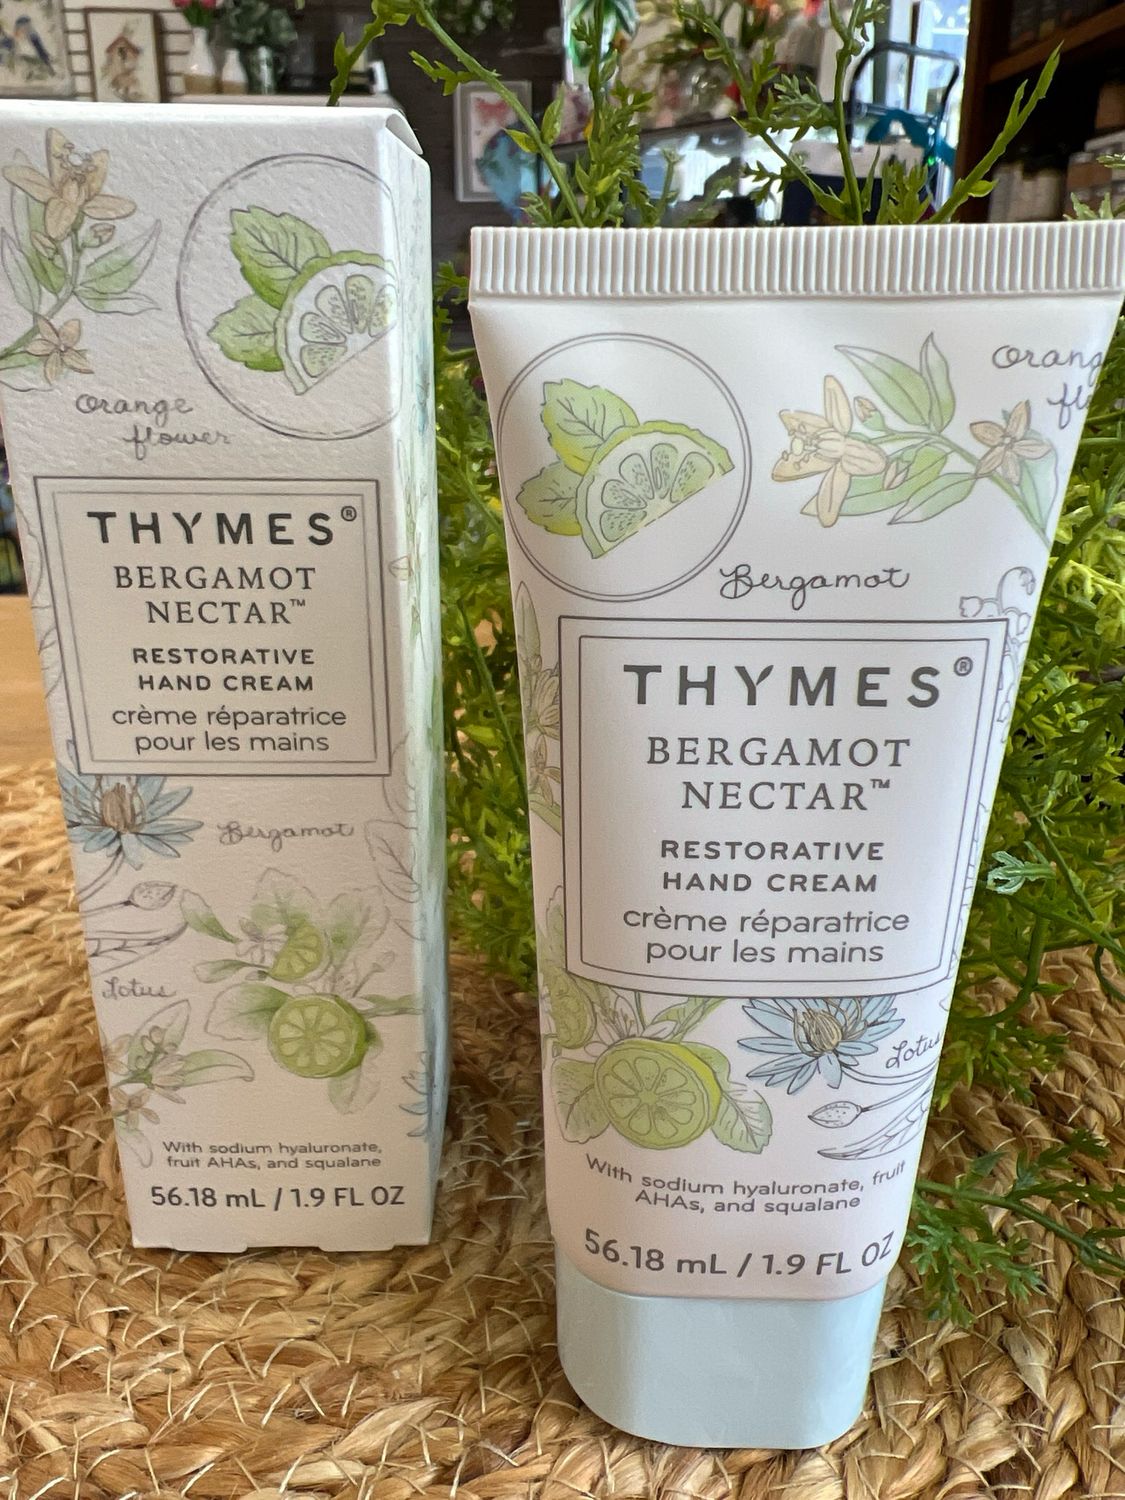 Orange
flower
THYMES®
BERGAMOT
NECTAR™
RESTORATIVE
HAND CREAM
crème réparatrice
pour les mains
Bergamot
Lotus
With sodium hyaluronate,
fruit AHAs, and squalane
56.18 mL / 1.9 FL OZ
Bergamot
THYMES®
BERGAMOT
NECTAR™
RESTORATIVE
HAND CREAM
crème réparatrice
pour les mains
Lotus
With sodium hyaluronate, fruit
AHAs, and squalane
56.18 mL / 1.9 FL OZ